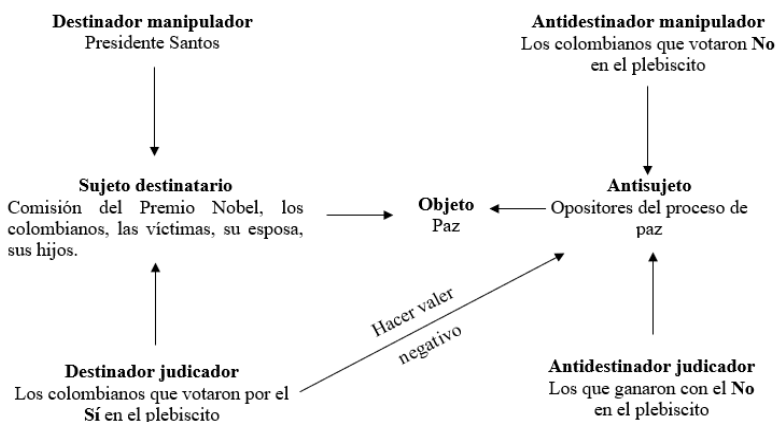 Destinador manipulador
Presidente Santos
Antidestinador manipulador
Los colombianos que votaron No
en el plebiscito
Sujeto destinatario
Comisión del Premio Nobel, los
colombianos, las víctimas, su esposa,
sus hijos.
Objeto
Paz
Antisujeto
Opositores del proceso de
paz
Hacer valer
negativo
Destinador judicador
Los colombianos que votaron por el
Sí en el plebiscito
Antidestinador judicador
Los que ganaron con el No
en el plebiscito